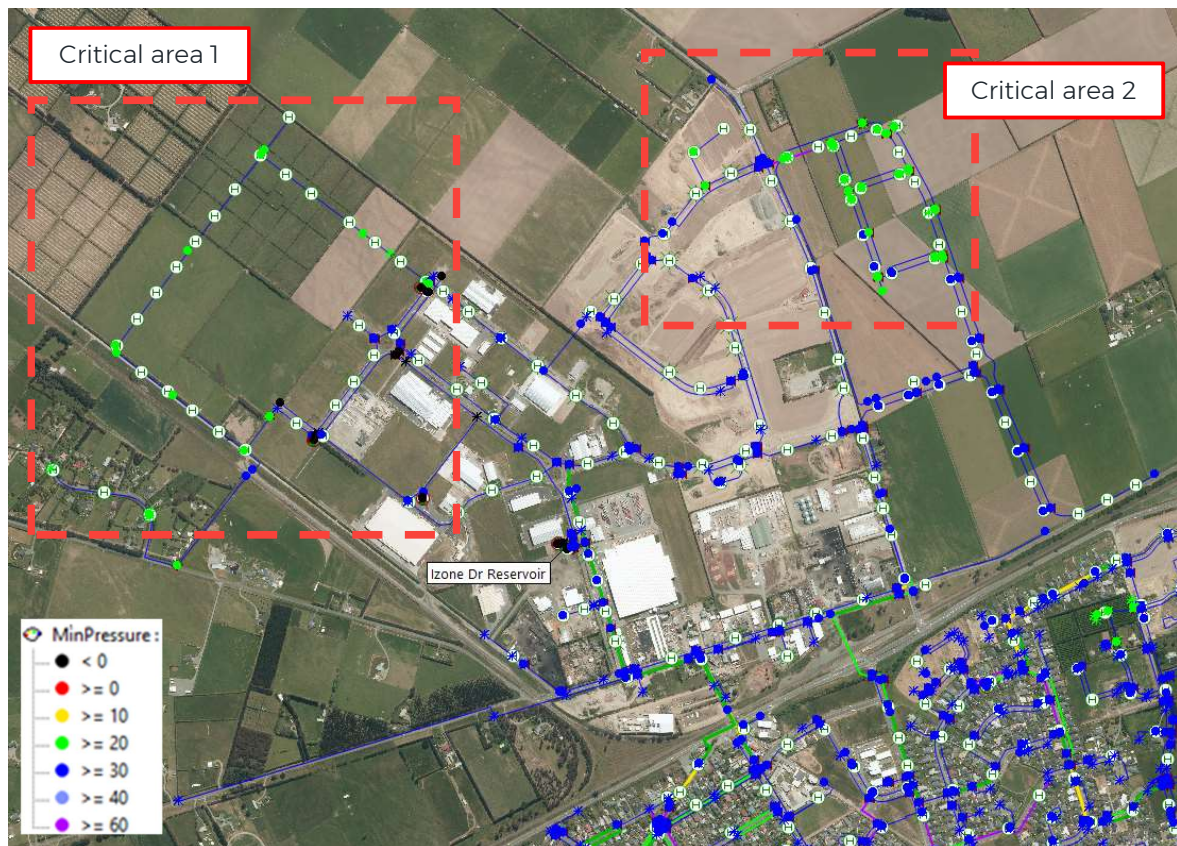 Critical area 1
Critical area 2
Izone Dr Reservoir
MinPressure :
< 0
>= 0
>= 10
>= 20
>= 30
>= 40
>= 60